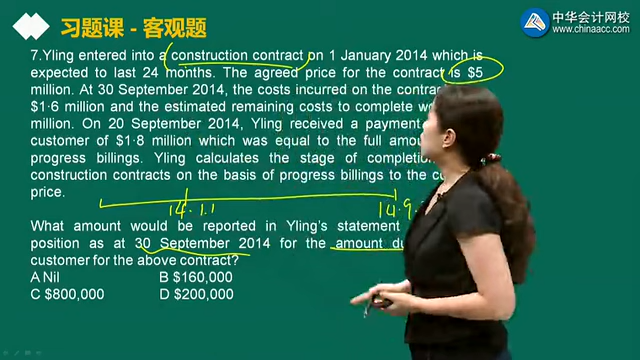 习题课 - 客观题
中华会计网校
www.chinaacc.com
7.Yling entered into a construction contract on 1 January 2014 which is
expected to last 24 months. The agreed price for the contract is $5
million. At 30 September 2014, the costs incurred on the
$1·6 million and the estimated remaining costs to complete
million. On 20 September 2014, Yling received a payment
customer of $1·8 million which was equal to the full
progress billings. Yling calculates the stage of completion
construction contracts on the basis of progress billings to the
price.
14.1.1 14.9.
What amount would be reported in Yling's statement
position as at 30 September 2014 for the amount
customer for the above contract?
A Nil B $160,000
C $800,000 D $200,000